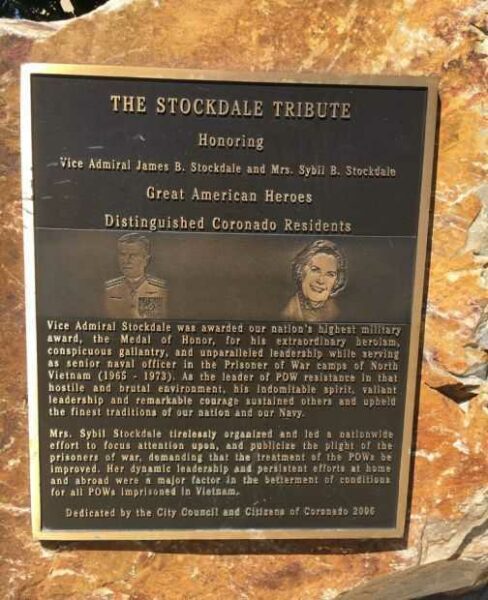 THE STOCKDALE TRIBUTE
Honoring
Vice Admiral James B. Stockdale and Mrs. Sybil B. Stockdale
Great American Heroes
Distinguished Coronado Residents
Vice Admiral Stockdale was awarded our nation's highest military
award, the Medal of Honor, for his extraordinary heroism,
conspicuous gallantry, and unparalleled leadership while serving
as senior naval officer in the Prisoner of War camps of North
Vietnam (1965 - 1973). As the leader of POW resistance in that
hostile and brutal environment, his indomitable spirit, valiant
leadership and remarkable courage sustained others and upheld
the finest traditions of our nation and our Navy.
Mrs. Sybil Stockdale tirelessly organized and led a nationwide
effort to focus attention upon, and publicize the plight of the
prisoners of war, demanding that the treatment of the POWs be
improved. Her dynamic leadership and persistent efforts at home
and abroad were a major factor in the betterment of conditions
for all POWs imprisoned in Vietnam.
Dedicated by the City Council and Citizens of Coronado 2006